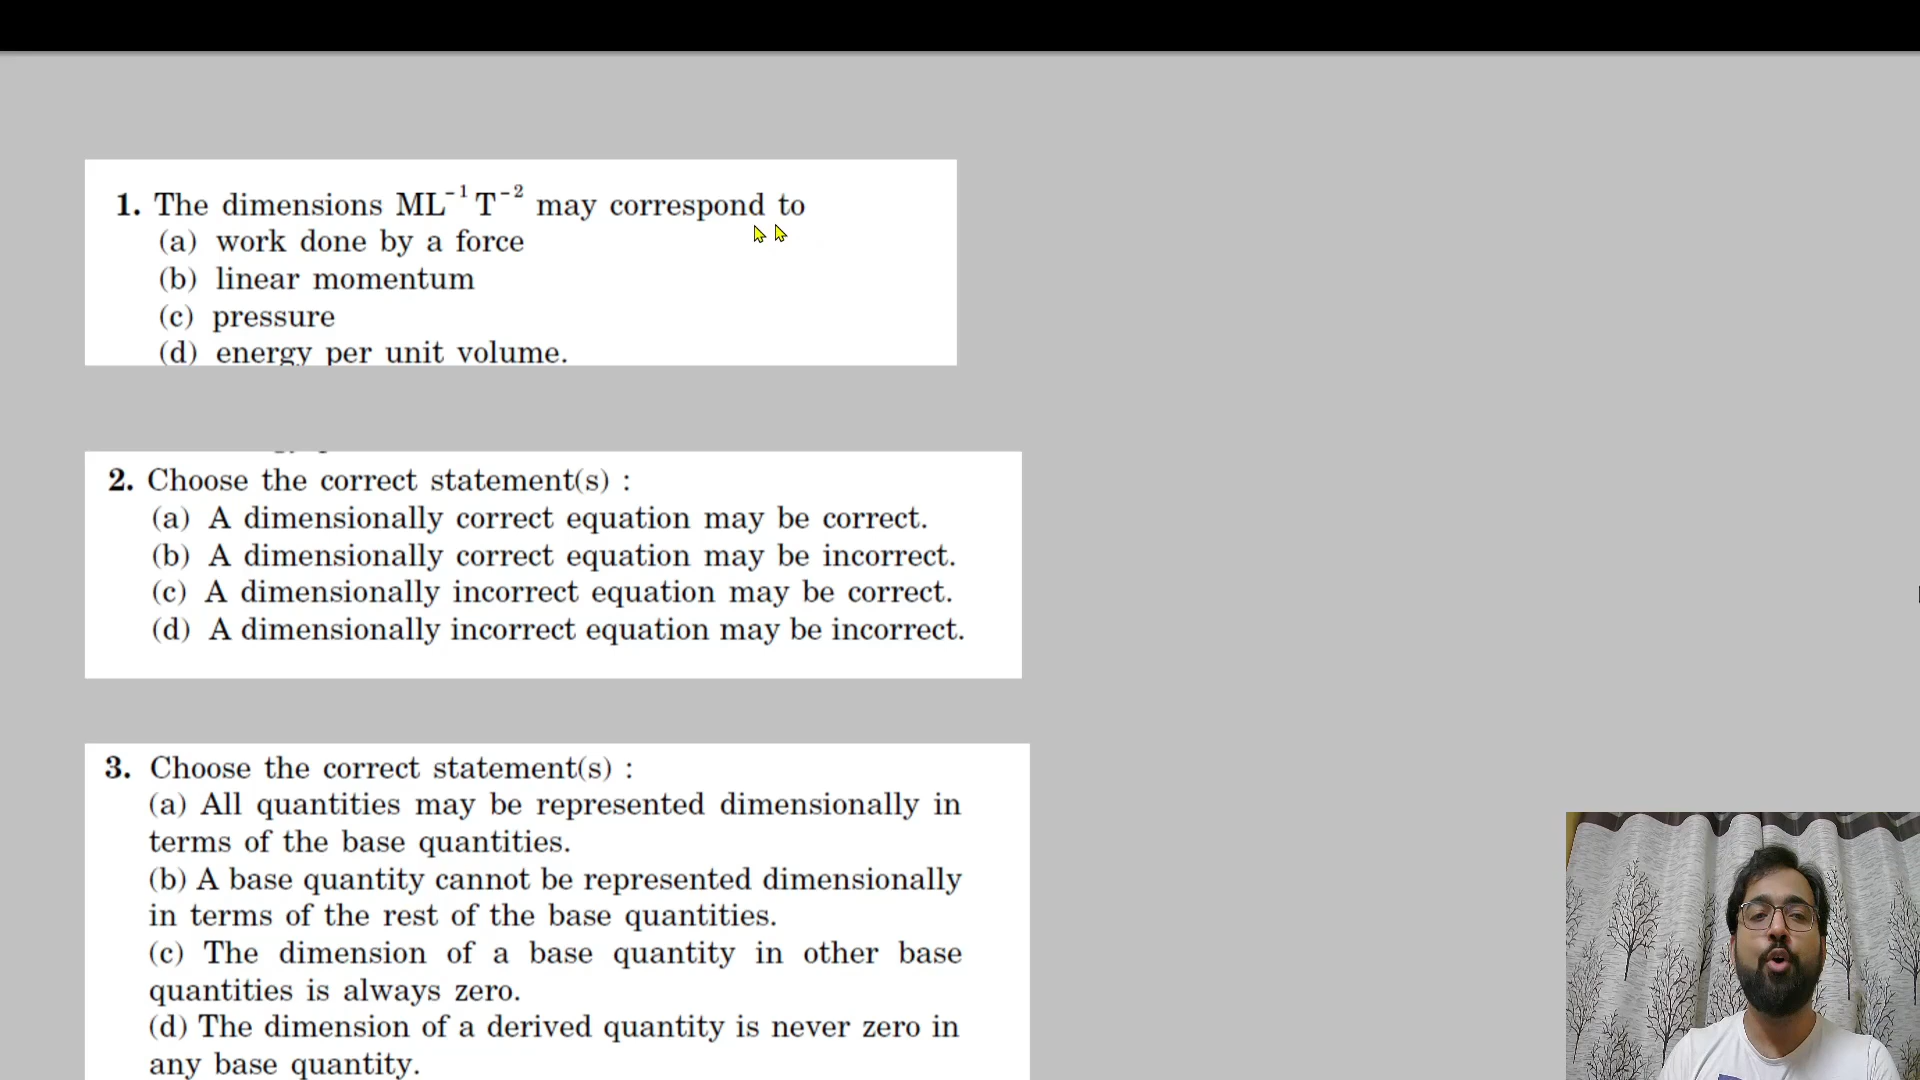 1. The dimensions ML⁻¹T⁻² may correspond to
(a) work done by a force
(b) linear momentum
(c) pressure
(d) energy per unit volume.
2. Choose the correct statement(s) :
(a) A dimensionally correct equation may be correct.
(b) A dimensionally correct equation may be incorrect.
(c) A dimensionally incorrect equation may be correct.
(d) A dimensionally incorrect equation may be incorrect.
3. Choose the correct statement(s) :
(a) All quantities may be represented dimensionally in
terms of the base quantities.
(b) A base quantity cannot be represented dimensionally
in terms of the rest of the base quantities.
(c) The dimension of a base quantity in other base
quantities is always zero.
(d) The dimension of a derived quantity is never zero in
any base quantity.